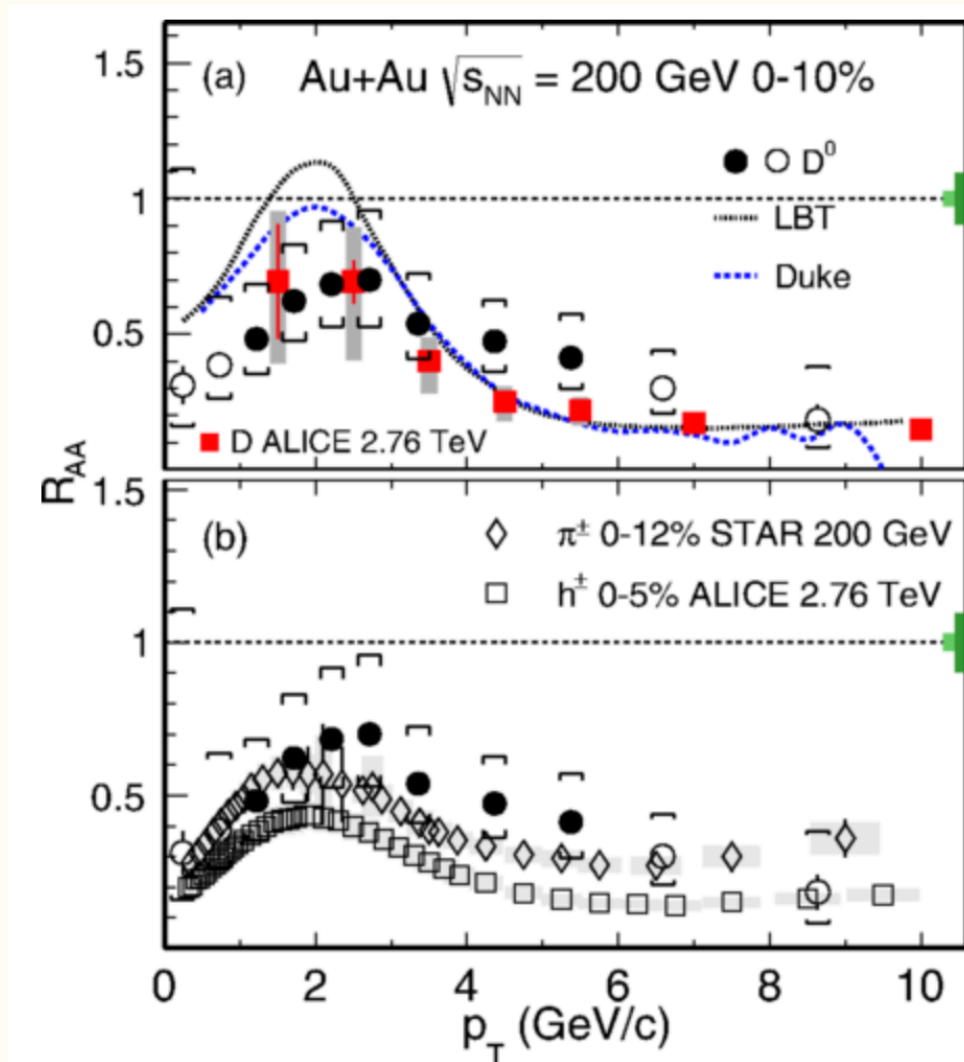 1.5
(a) Au+Au √s_NN = 200 GeV 0-10%
● ○ D⁰
1
LBT
Duke
0.5
D ALICE 2.76 TeV
R_AA
1.5
(b)
π± 0-12% STAR 200 GeV
h± 0-5% ALICE 2.76 TeV
1
0.5
0 2 4 6 8 10
p_T (GeV/c)